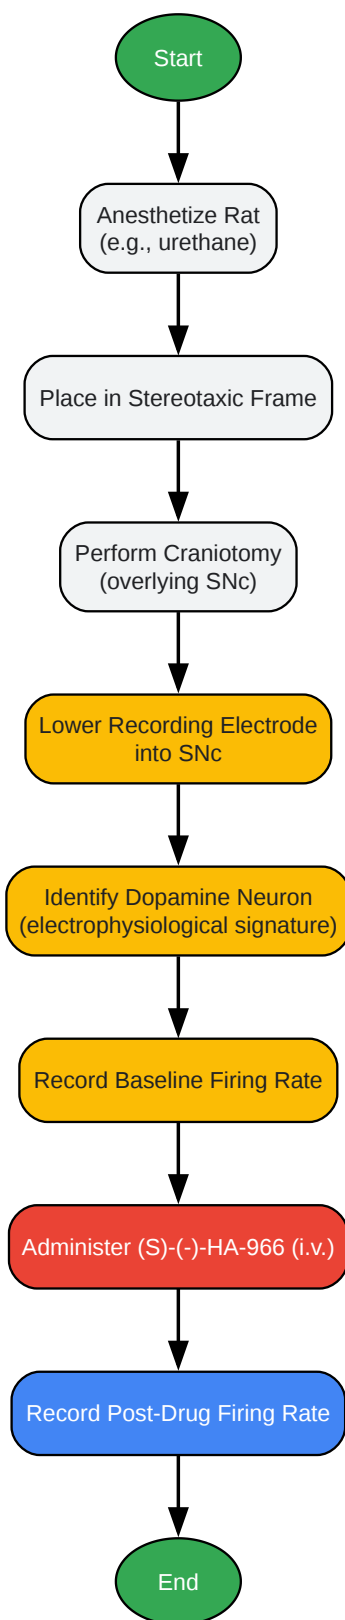 Start
Anesthetize Rat
(e.g., urethane)
Place in Stereotaxic Frame
Perform Craniotomy
(overlying SNc)
Lower Recording Electrode
into SNc
Identify Dopamine Neuron
(electrophysiological signature)
Record Baseline Firing Rate
Administer (S)-(-)-HA-966 (i.v.)
Record Post-Drug Firing Rate
End